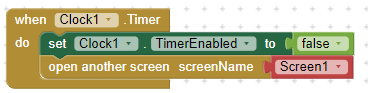 when Clock1 .Timer
do set Clock1 . TimerEnabled to false
open another screen screenName Screen1